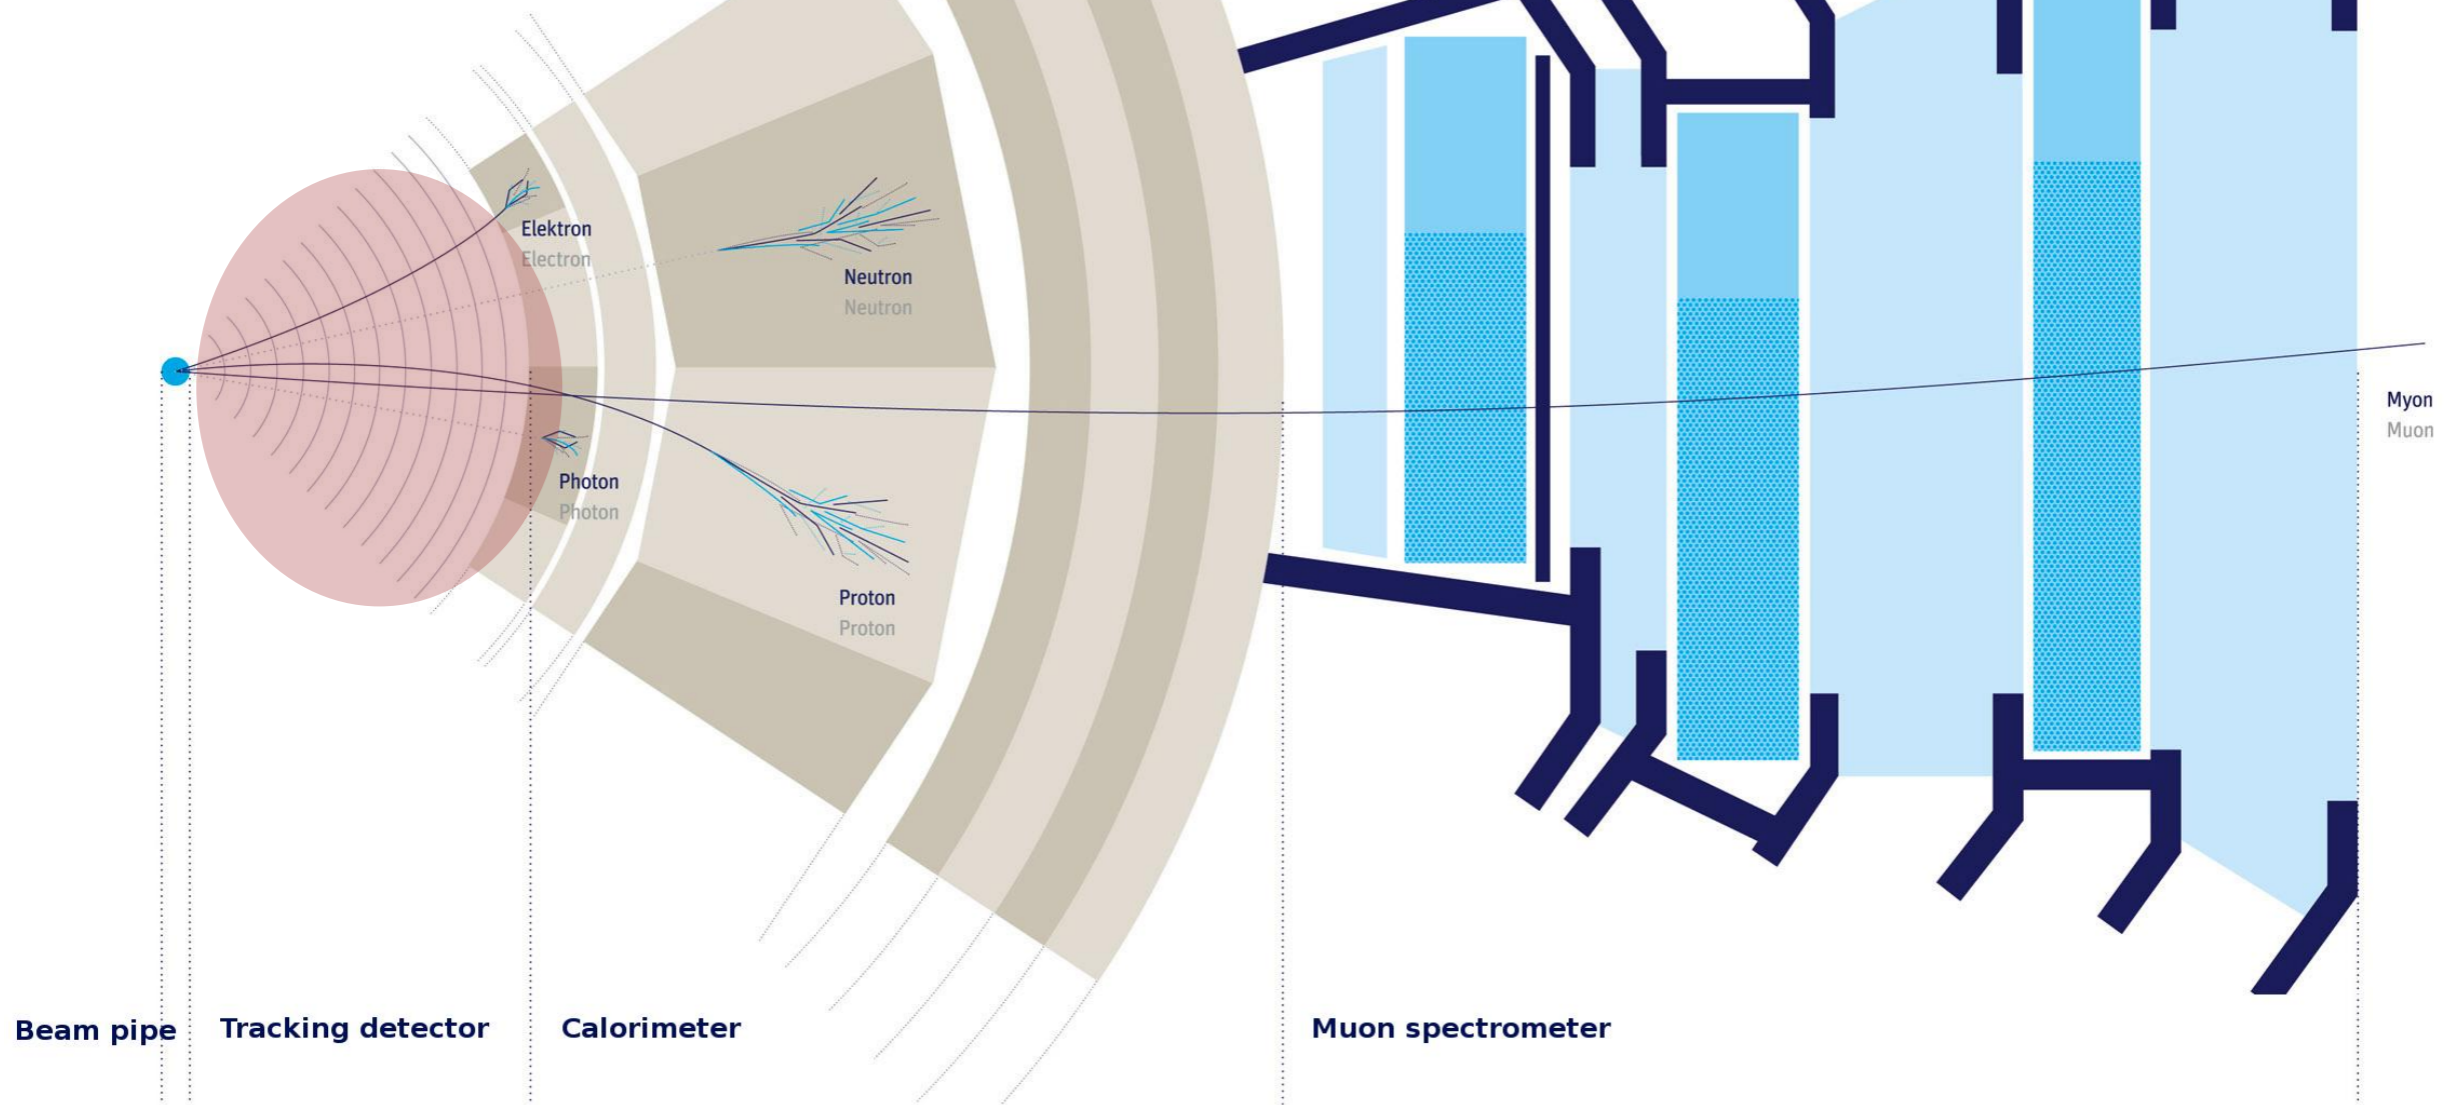 Elektron
Electron
Neutron
Neutron
Myon
Muon
Photon
Photon
Proton
Proton
Beam pipe
Tracking detector
Calorimeter
Muon spectrometer